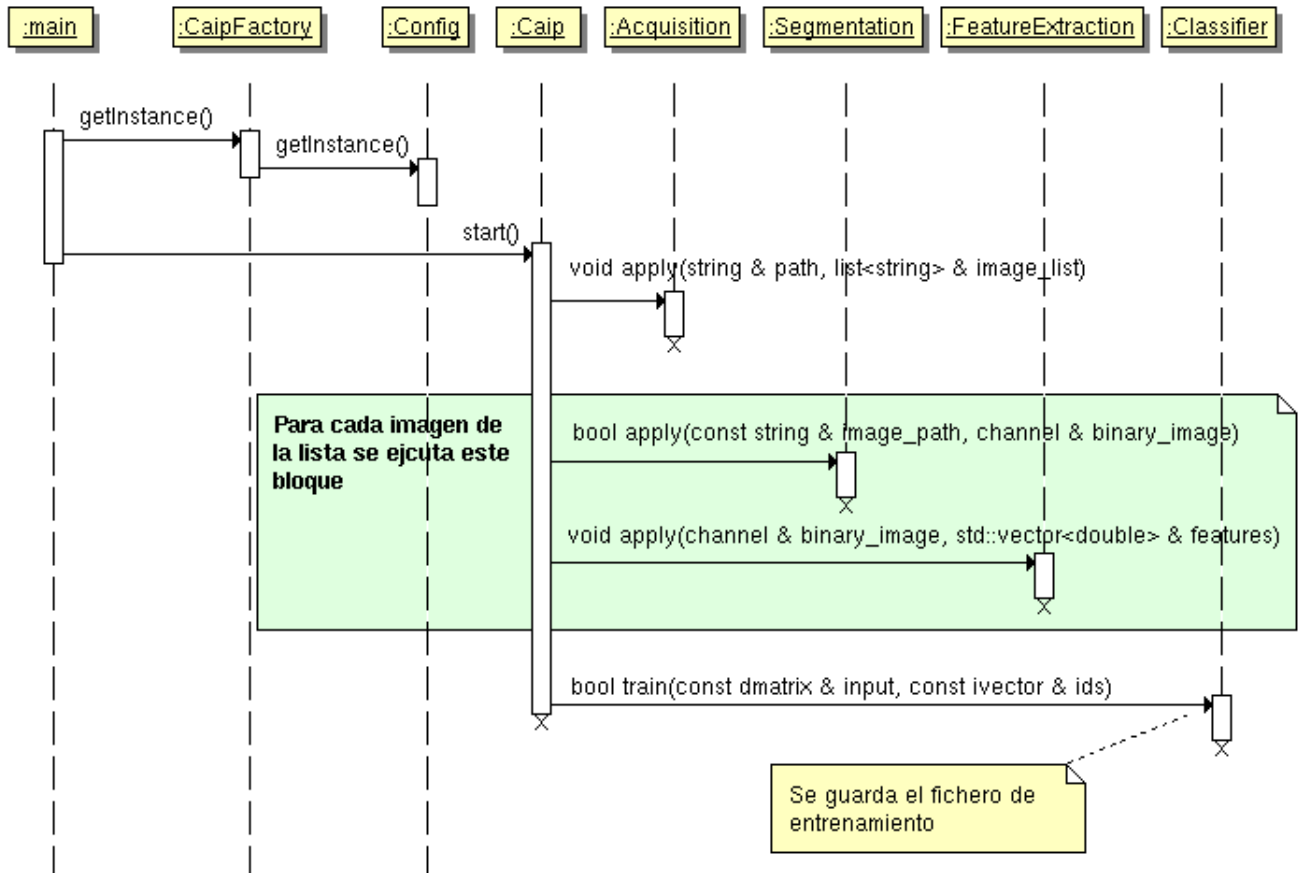 :main
:CaipFactory
:Config
:Caip
:Acquisition
:Segmentation
:FeatureExtraction
:Classifier
getInstance()
getInstance()
start()
void apply(string & path, list<string> & image_list)
Para cada imagen de
la lista se ejcuta este
bloque
bool apply(const string & image_path, channel & binary_image)
void apply(channel & binary_image, std::vector<double> & features)
bool train(const dmatrix & input, const ivector & ids)
Se guarda el fichero de
entrenamiento